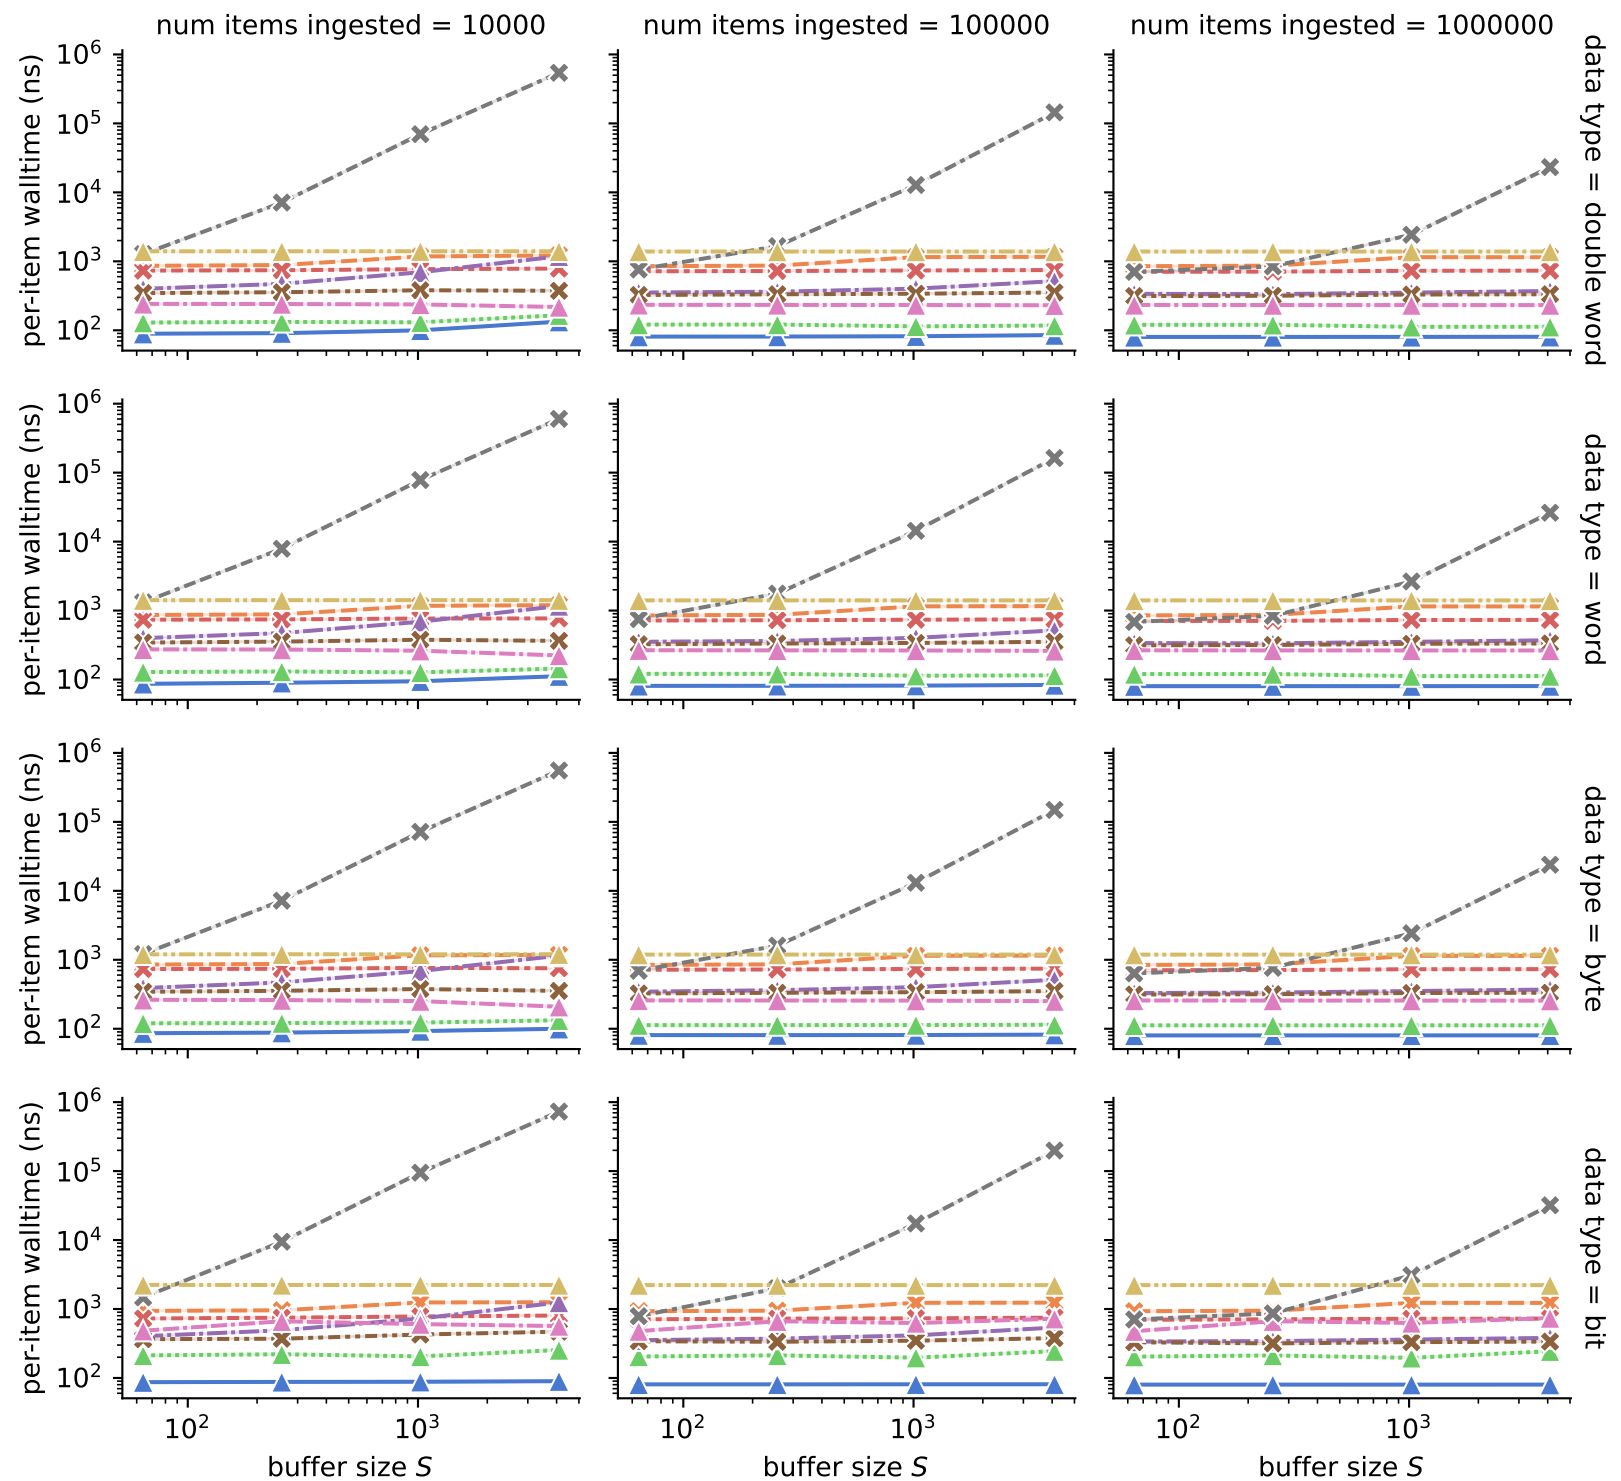 num items ingested = 10000
num items ingested = 100000
num items ingested = 1000000
per-item walltime (ns)
10⁶
10⁵
10⁴
10³
10²
data type = double word
per-item walltime (ns)
10⁶
10⁵
10⁴
10³
10²
data type = word
per-item walltime (ns)
10⁶
10⁵
10⁴
10³
10²
data type = byte
per-item walltime (ns)
10⁶
10⁵
10⁴
10³
10²
data type = bit
10² 10³
10² 10³
10² 10³
buffer size S
buffer size S
buffer size S